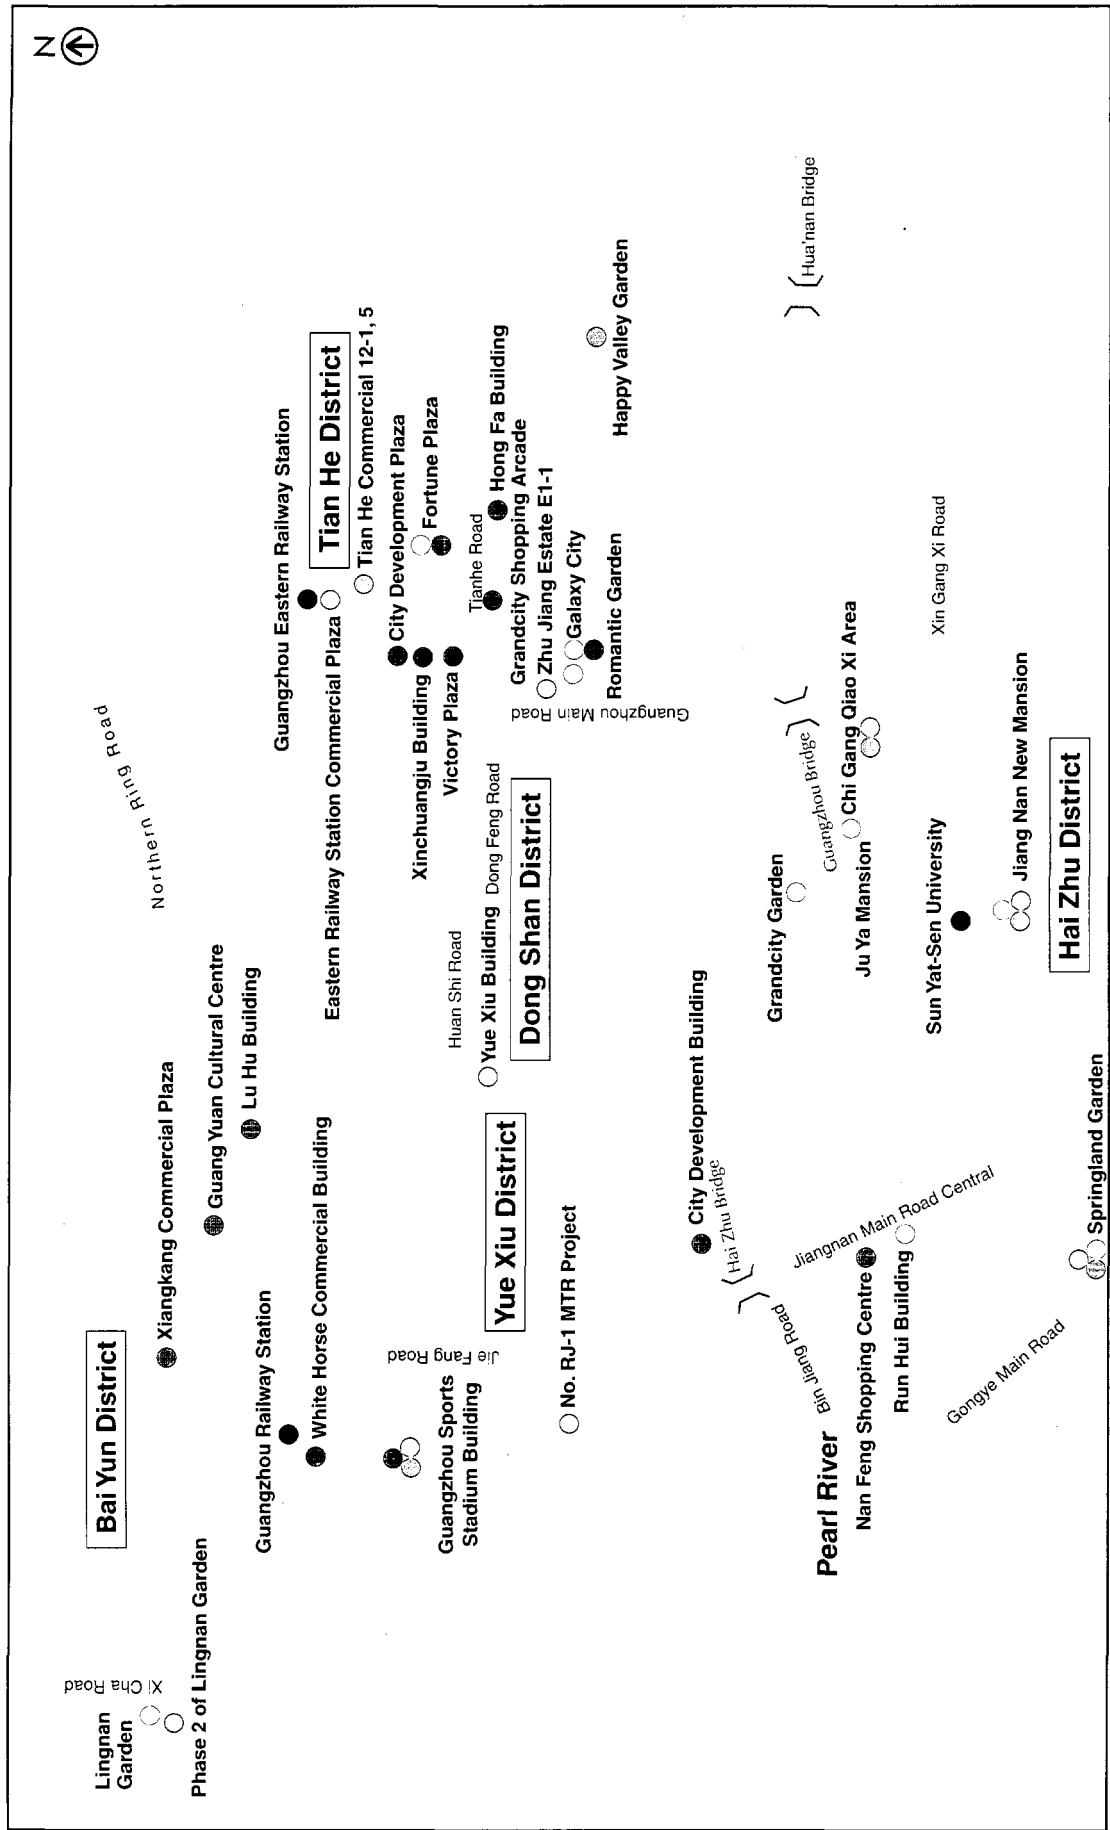 N
Lingnan
Garden
Xi Cha Road
Phase 2 of Lingnan Garden
Bai Yun District
Xiangkang Commercial Plaza
Guang Yuan Cultural Centre
Lu Hu Building
Northern Ring Road
Guangzhou Railway Station
White Horse Commercial Building
Guangzhou Eastern Railway Station
Eastern Railway Station Commercial Plaza
Tian He District
Tian He Commercial 12-1, 5
City Development Plaza
Fortune Plaza
Xinchuangju Building
Victory Plaza
Tianhe Road
Hong Fa Building
Grandcity Shopping Arcade
Zhu Jiang Estate E1-1
Galaxy City
Romantic Garden
Happy Valley Garden
Guangzhou Main Road
Huan Shi Road
Dong Feng Road
Yue Xiu Building
Dong Shan District
Yue Xiu District
Jie Fang Road
Guangzhou Sports
Stadium Building
No. RJ-1 MTR Project
City Development Building
Hai Zhu Bridge
Grandcity Garden
Guangzhou Bridge
Hua'nan Bridge
Pearl River
Bin Jiang Road
Jiangnan Main Road Central
Nan Feng Shopping Centre
Run Hui Building
Gongye Main Road
Ju Ya Mansion
Chi Gang Qiao Xi Area
Xin Gang Xi Road
Sun Yat-Sen University
Jiang Nan New Mansion
Hai Zhu District
Springland Garden